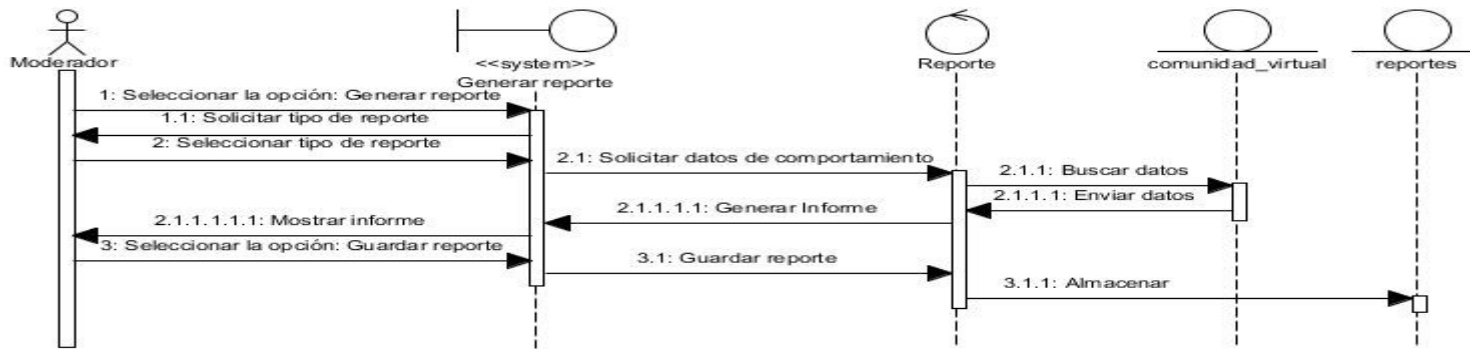 Moderador
<<system>>
Generar reporte
Reporte
comunidad_virtual
reportes
1: Seleccionar la opción: Generar reporte
1.1: Solicitar tipo de reporte
2: Seleccionar tipo de reporte
2.1: Solicitar datos de comportamiento
2.1.1: Buscar datos
2.1.1.1: Enviar datos
2.1.1.1.1: Generar Informe
2.1.1.1.1.1: Mostrar informe
3: Seleccionar la opción: Guardar reporte
3.1: Guardar reporte
3.1.1: Almacenar